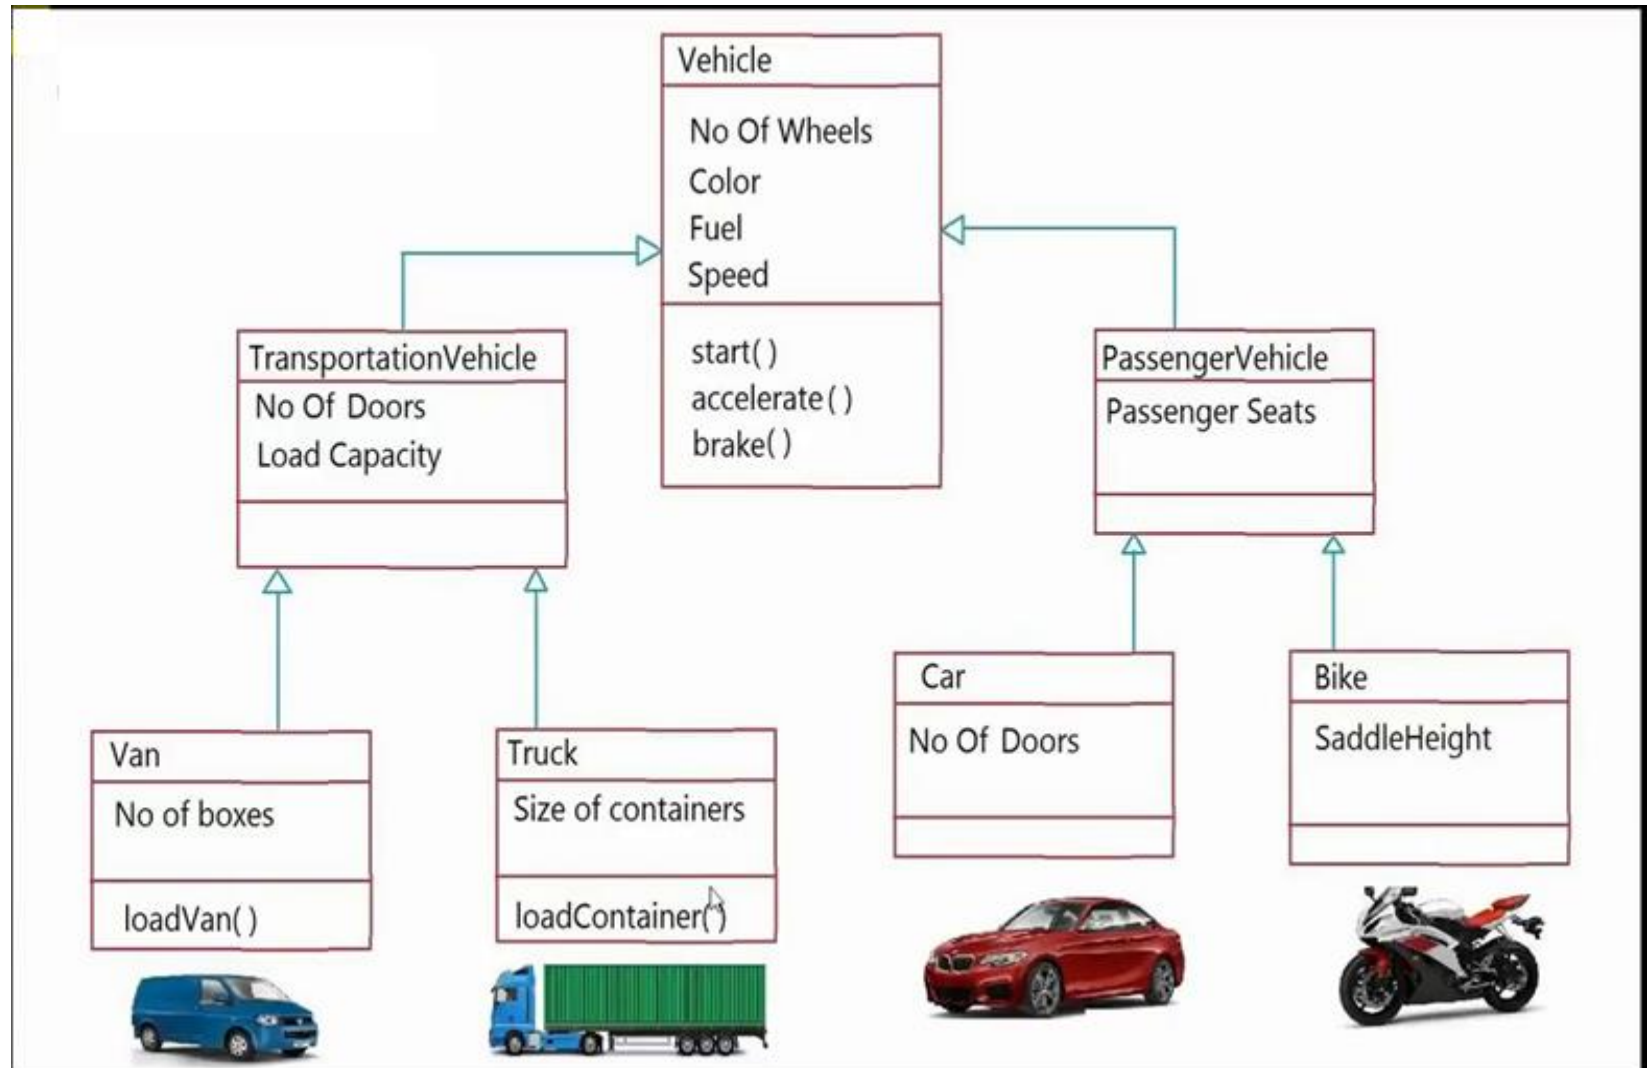 Vehicle
No Of Wheels
Color
Fuel
Speed
start( )
accelerate( )
brake( )
TransportationVehicle
No Of Doors
Load Capacity
PassengerVehicle
Passenger Seats
Van
No of boxes
loadVan( )
Truck
Size of containers
loadContainer( )
Car
No Of Doors
Bike
SaddleHeight